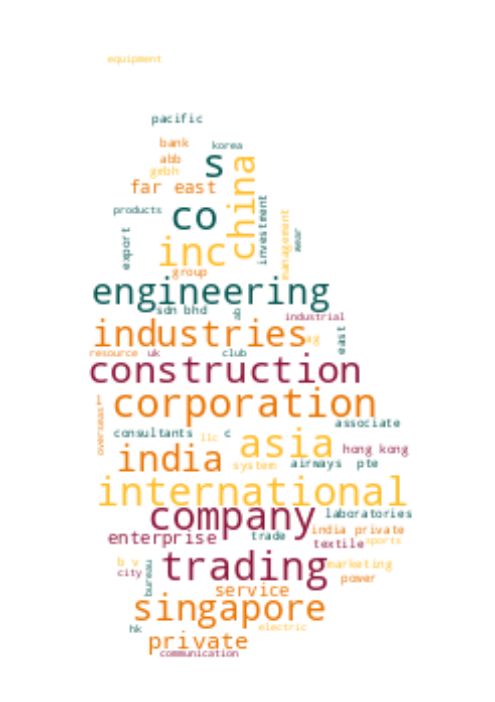 equipment
pacific
bank korea
abb s
gmbh
far east china
products co investment
export inc management wear
group
engineering
sdn bhd industrial
industries ag east
resource uk club
construction
corporation
overseas associate
consultants llc c asia
india hong kong
system airways pte
international
company laboratories
enterprise trade india private
textile sports
b v trading marketing
city bureau power
service
singapore
hk electric
private
communication